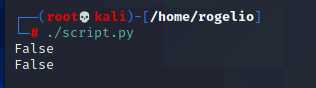 ┌──(root💀kali)-[/home/rogelio]
└─# ./script.py
False
False